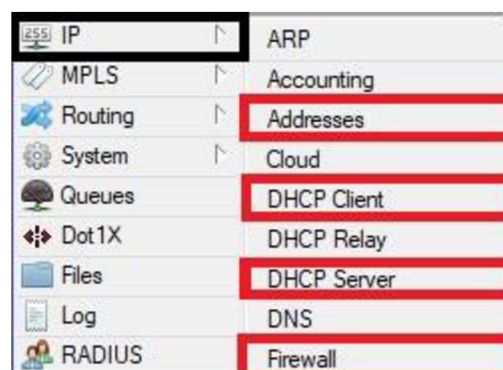 255 IP
MPLS
Routing
System
Queues
Dot1X
Files
Log
RADIUS
ARP
Accounting
Addresses
Cloud
DHCP Client
DHCP Relay
DHCP Server
DNS
Firewall